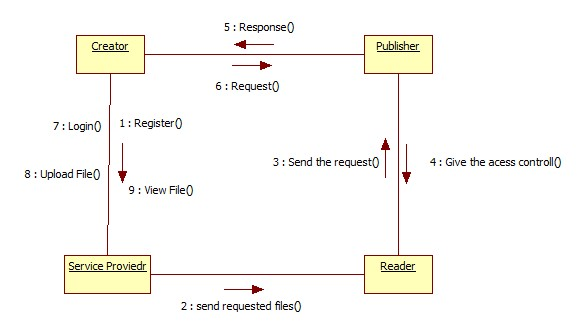 5 : Response()
Creator
Publisher
6 : Request()
7 : Login()
1 : Register()
3 : Send the request()
4 : Give the acess controll()
8 : Upload File()
9 : View File()
Service Proviedr
Reader
2 : send requested files()